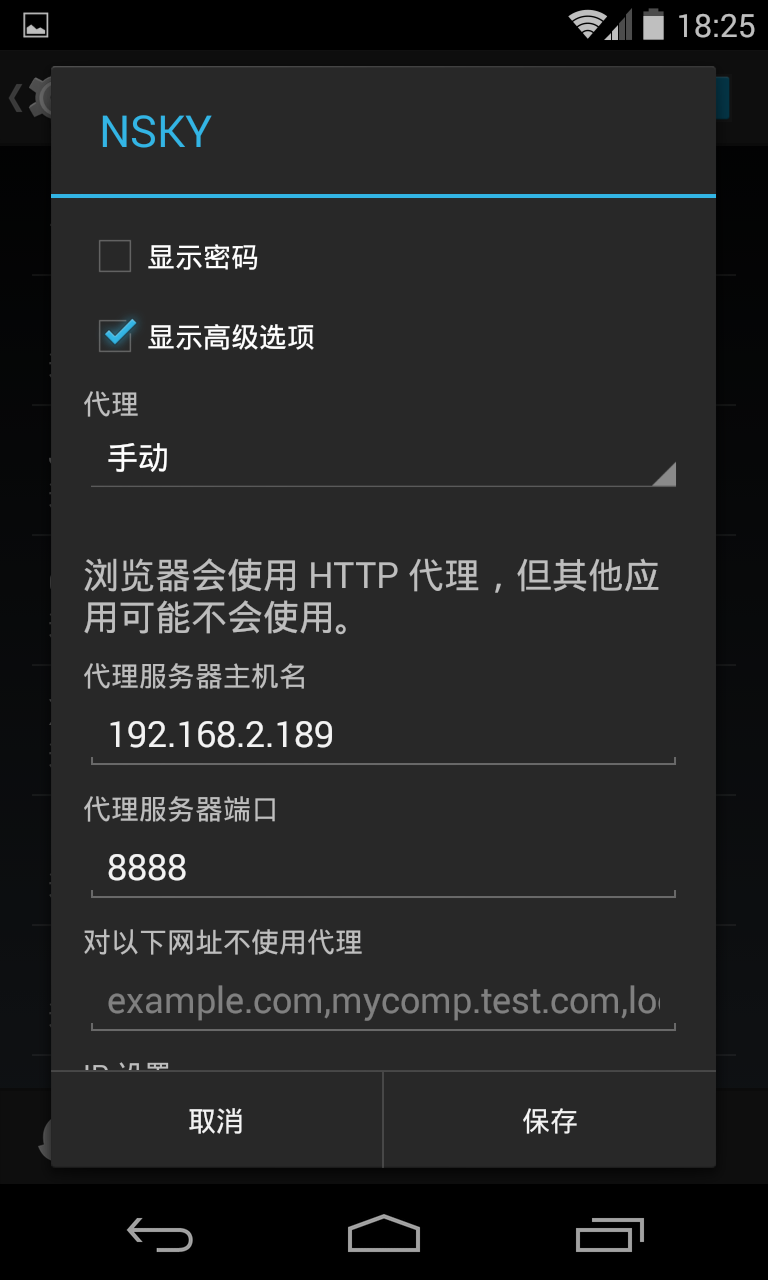 18:25
NSKY
显示密码
显示高级选项
代理
手动
浏览器会使用 HTTP 代理，但其他应
用可能不会使用。
代理服务器主机名
192.168.2.189
代理服务器端口
8888
对以下网址不使用代理
example.com,mycomp.test.com,lo
IP 设置
取消
保存